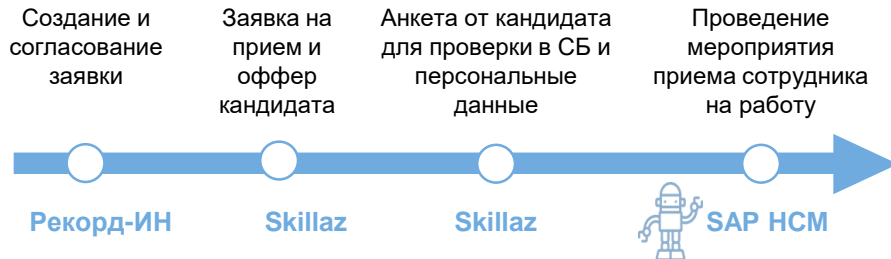 Создание и
согласование
заявки
Заявка на
прием и
оффер
кандидата
Анкета от кандидата
для проверки в СБ и
персональные
данные
Проведение
мероприятия
приема сотрудника
на работу
Рекорд-ИН
Skillaz
Skillaz
SAP HCM